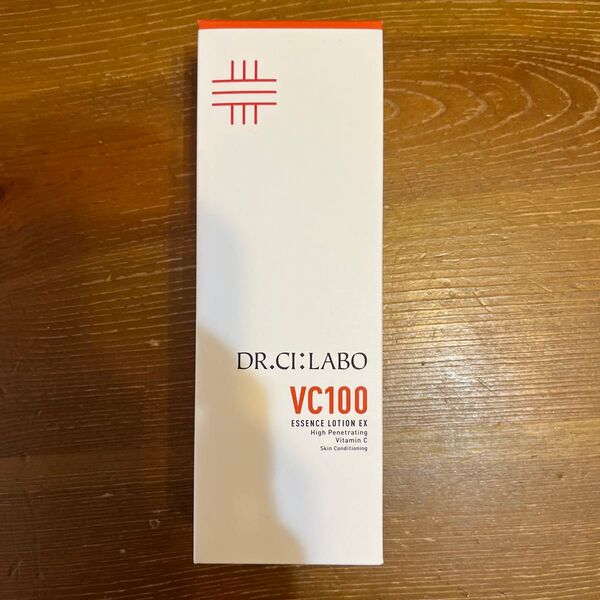 DR.CI:LABO
VC100
ESSENCE LOTION EX
High Penetrating
Vitamin C
Skin Conditioning